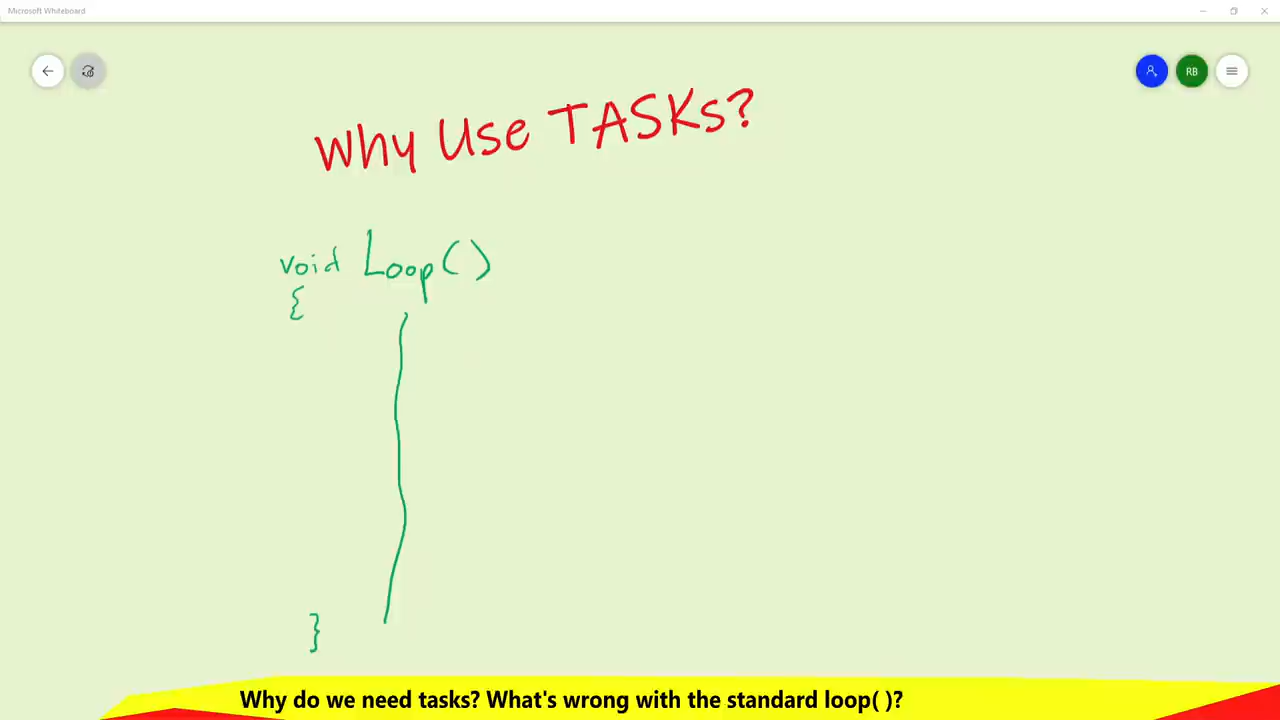 Microsoft Whiteboard
RB
Why Use TASKs?
void Loop()
{
}
Why do we need tasks? What's wrong with the standard loop( )?